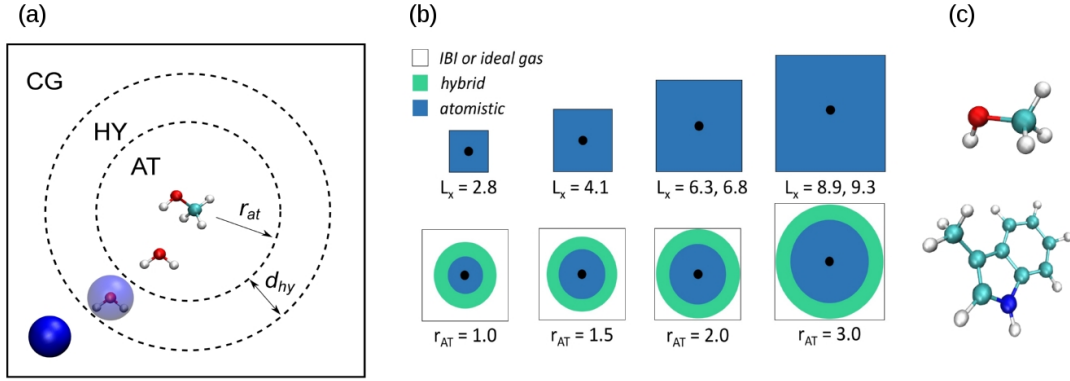 (a)
CG
HY
AT
r_at
d_hy
(b)
IBI or ideal gas
hybrid
atomistic
L_x = 2.8
L_x = 4.1
L_x = 6.3, 6.8
L_x = 8.9, 9.3
r_AT = 1.0
r_AT = 1.5
r_AT = 2.0
r_AT = 3.0
(c)